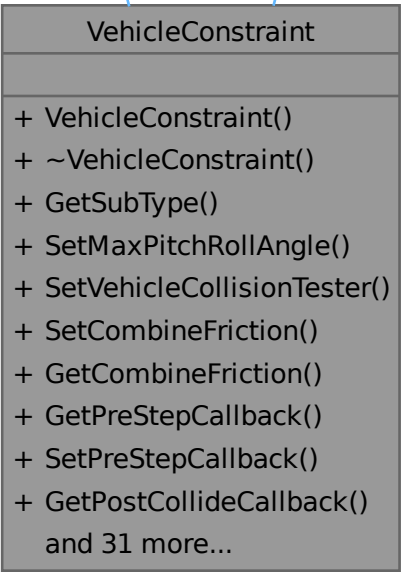 VehicleConstraint
+ VehicleConstraint()
+ ~VehicleConstraint()
+ GetSubType()
+ SetMaxPitchRollAngle()
+ SetVehicleCollisionTester()
+ SetCombineFriction()
+ GetCombineFriction()
+ GetPreStepCallback()
+ SetPreStepCallback()
+ GetPostCollideCallback()
and 31 more...